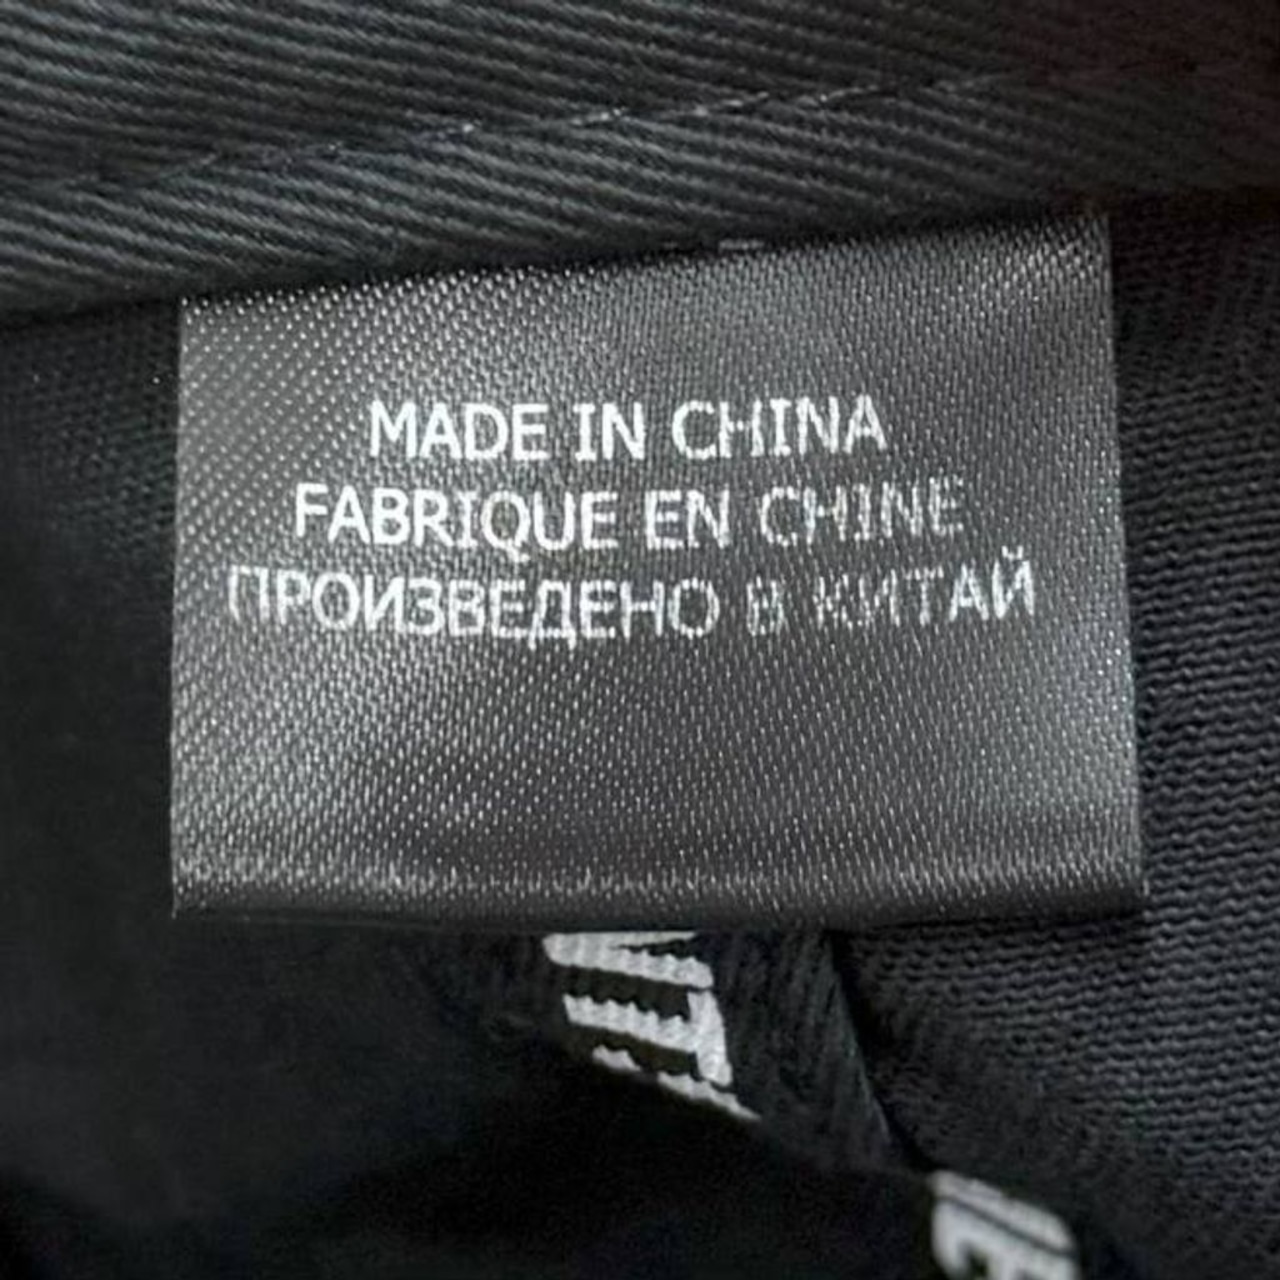 MADE IN CHINA
FABRIQUE EN CHINE
ПРОИЗВЕДЕНО В КИТАЙ